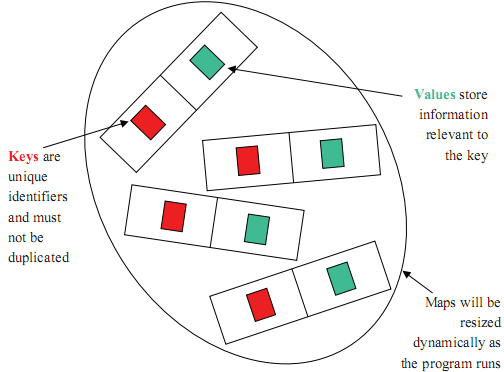 Values store
information
relevant to
the key
Keys are
unique
identifiers
and must
not be
duplicated
Maps will be
resized
dynamically as
the program runs